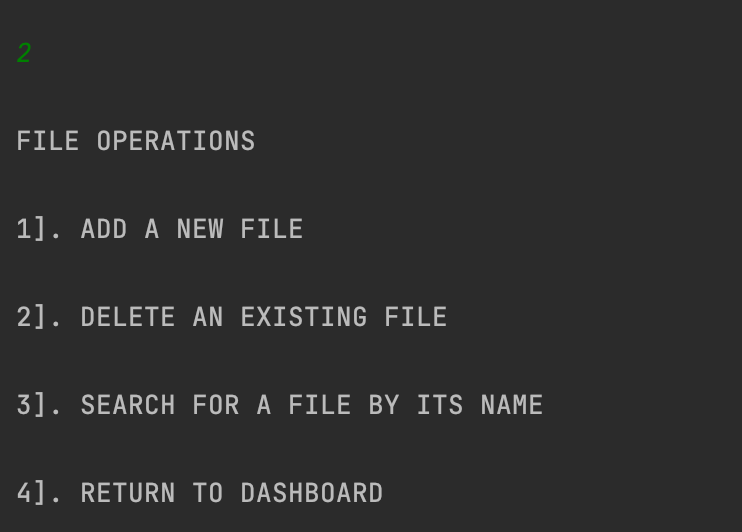 2
FILE OPERATIONS
1]. ADD A NEW FILE
2]. DELETE AN EXISTING FILE
3]. SEARCH FOR A FILE BY ITS NAME
4]. RETURN TO DASHBOARD